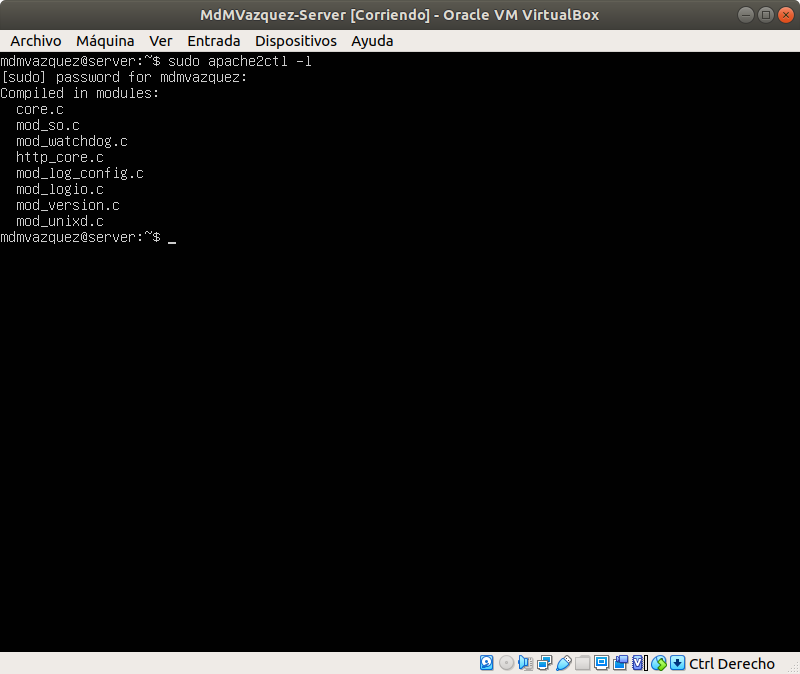 MdMVazquez-Server [Corriendo] - Oracle VM VirtualBox
Archivo Máquina Ver Entrada Dispositivos Ayuda
mdmvazquez@server:~$ sudo apache2ctl -l
[sudo] password for mdmvazquez:
Compiled in modules:
  core.c
  mod_so.c
  mod_watchdog.c
  http_core.c
  mod_log_config.c
  mod_logio.c
  mod_version.c
  mod_unixd.c
mdmvazquez@server:~$ _
Ctrl Derecho